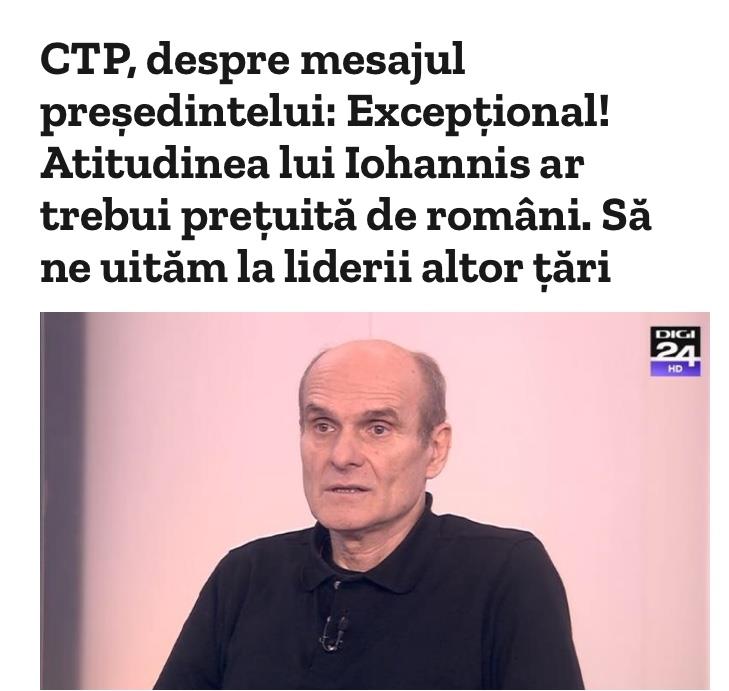 CTP, despre mesajul
președintelui: Excepțional!
Atitudinea lui Iohannis ar
trebui prețuită de români. Să
ne uităm la liderii altor țări
DIGI
24
HD